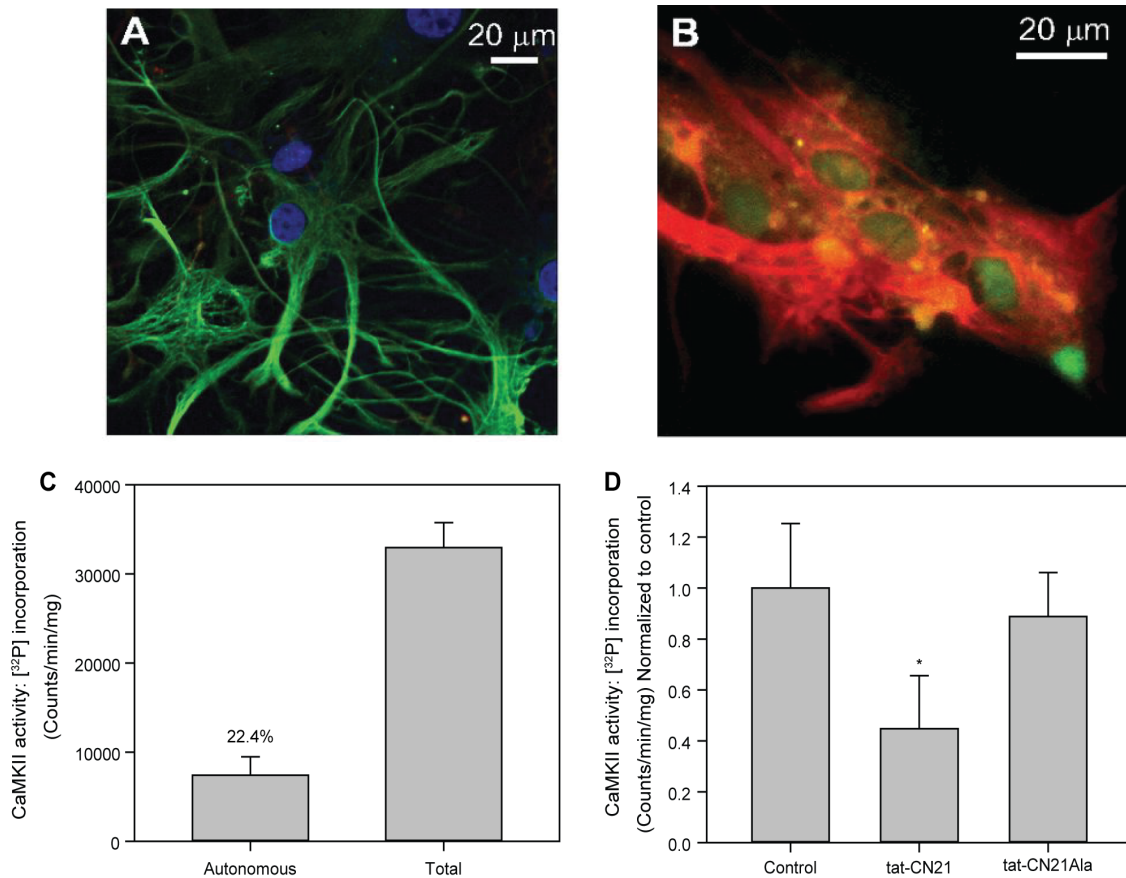 A
20 µm
B
20 µm
C
CaMKII activity: [³²P] incorporation
(Counts/min/mg)
40000
30000
20000
10000
0
22.4%
Autonomous
Total
D
CaMKII activity: [³²P] incorporation
(Counts/min/mg) Normalized to control
1.4
1.2
1.0
0.8
0.6
0.4
0.2
0.0
*
Control
tat-CN21
tat-CN21Ala